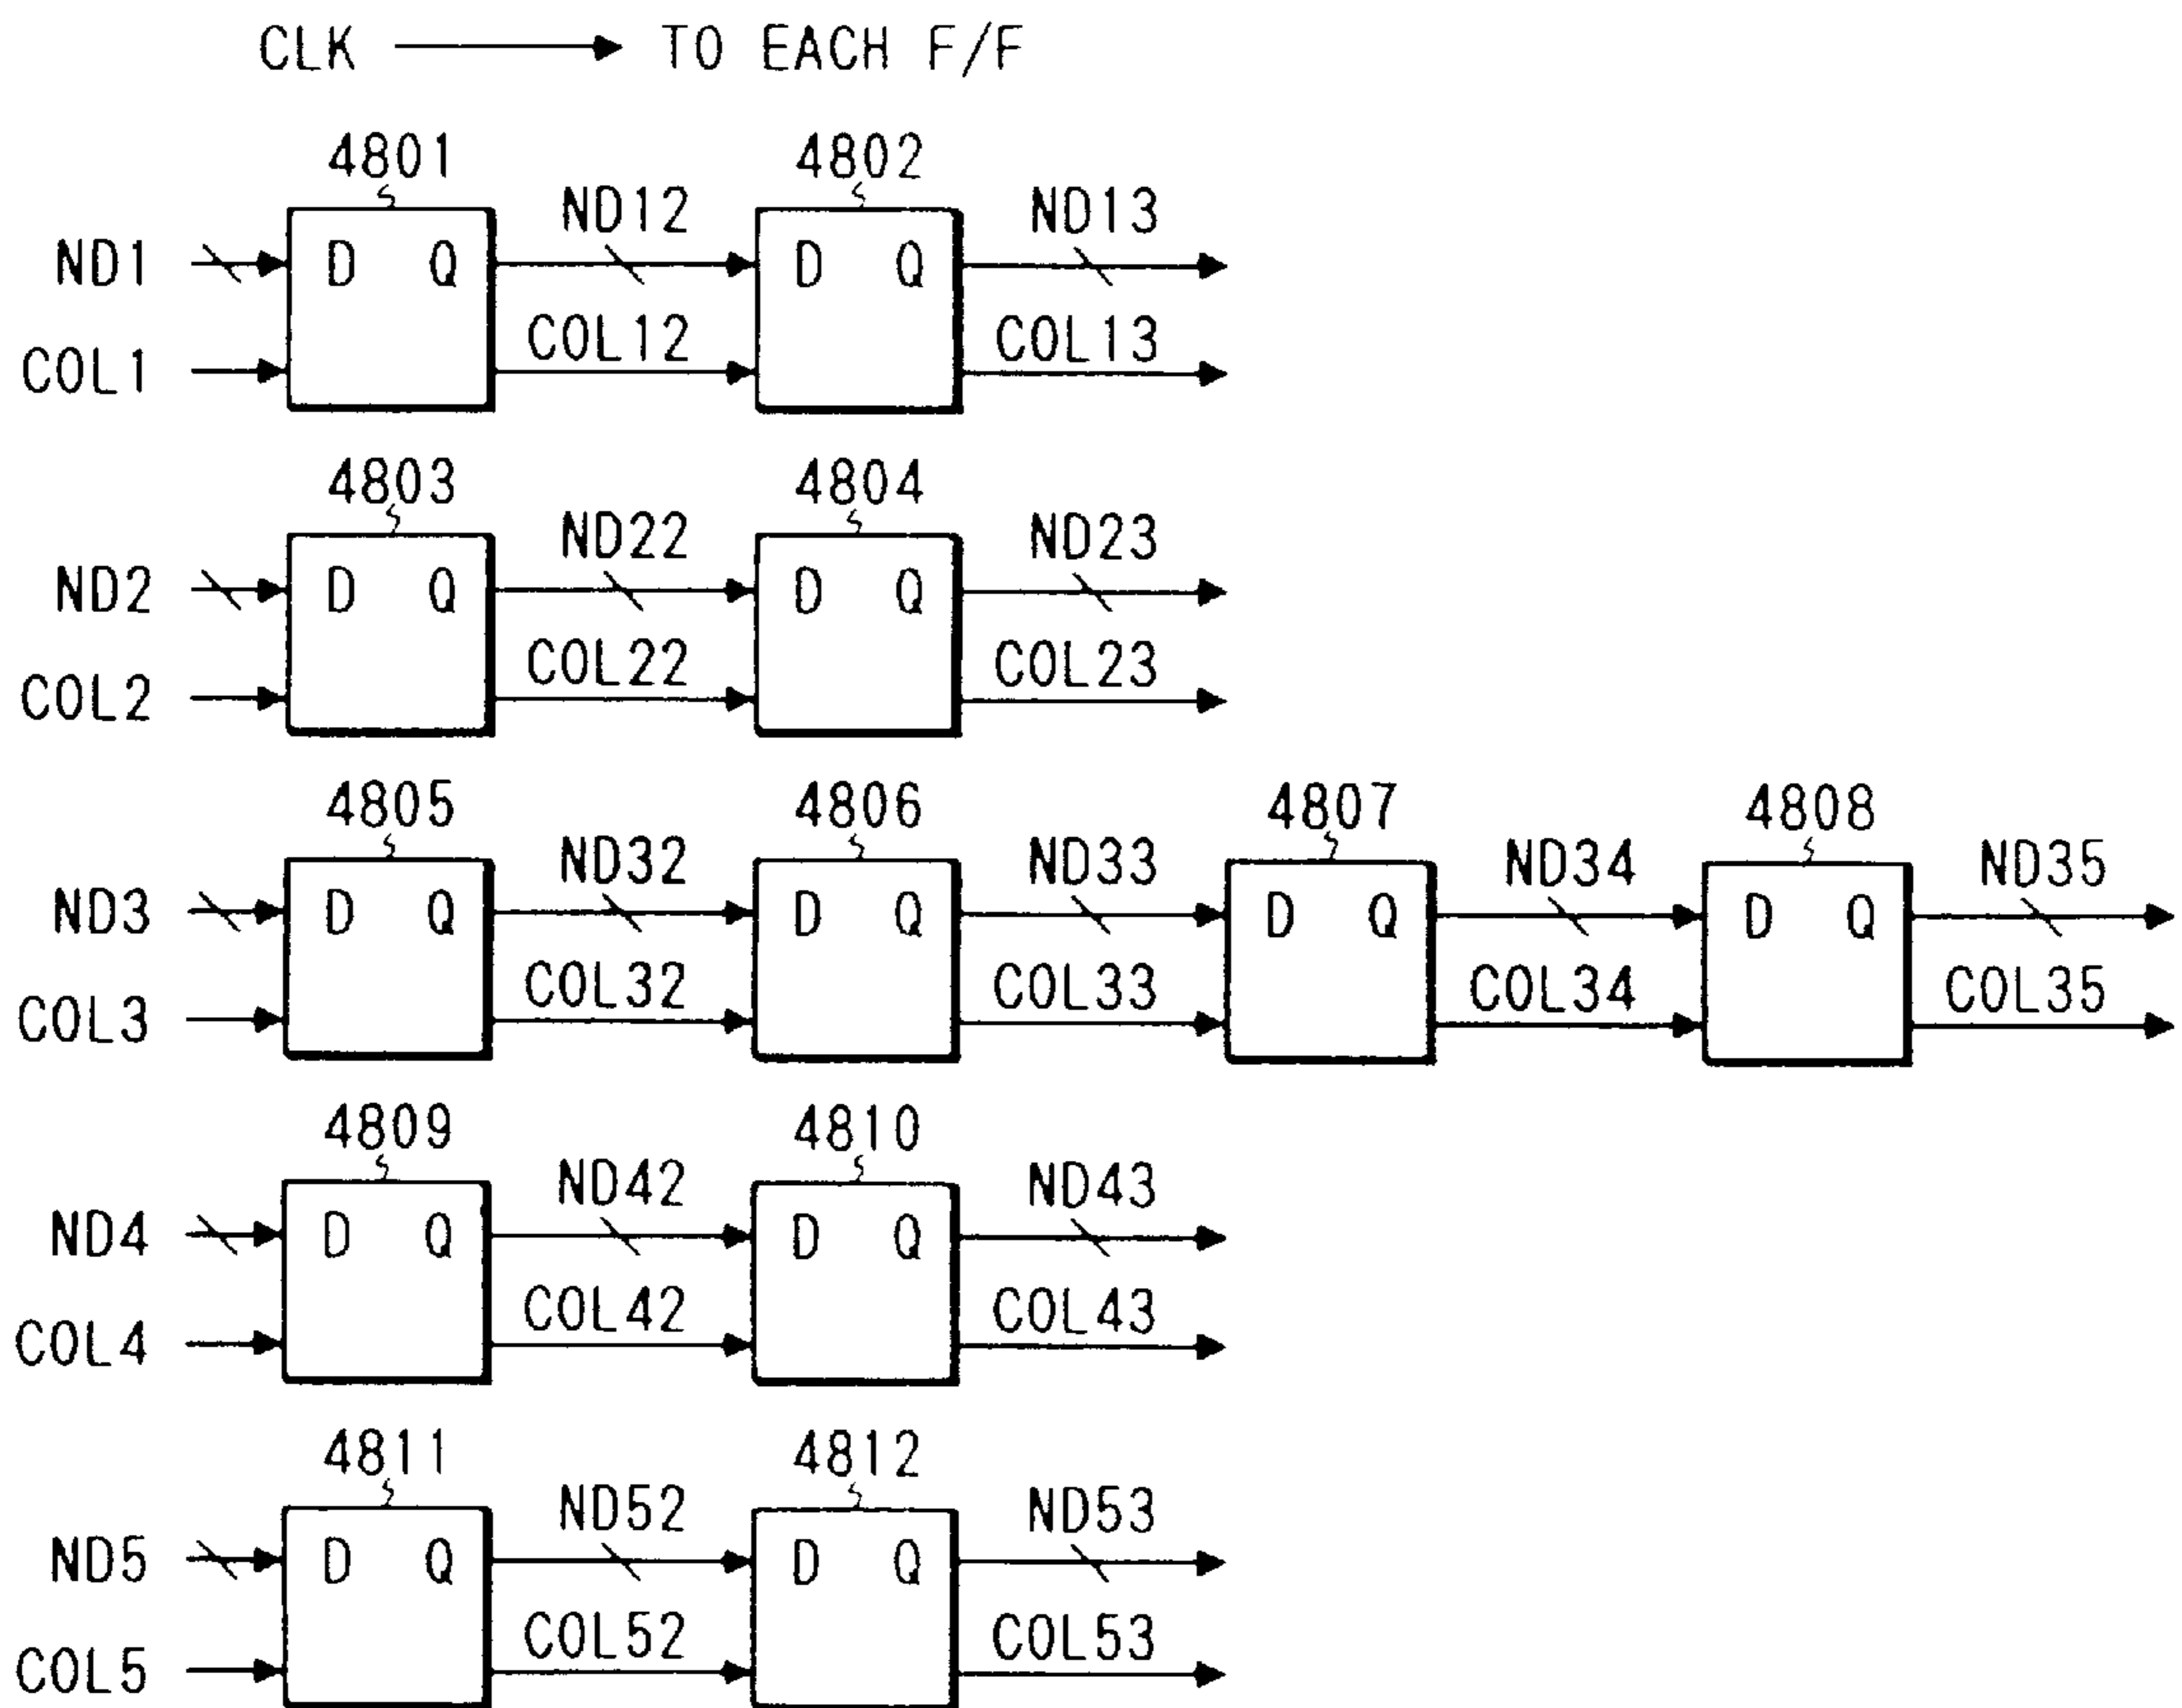 CLK TO EACH F/F
4801 4802
ND12 ND13
ND1 D Q D Q
COL12 COL13
COL1
4803 4804
ND22 ND23
ND2 D Q D Q
COL22 COL23
COL2
4805 4806 4807 4808
ND32 ND33 ND34 ND35
ND3 D Q D Q D Q D Q
COL32 COL33 COL34 COL35
COL3
4809 4810
ND42 ND43
ND4 D Q D Q
COL42 COL43
COL4
4811 4812
ND52 ND53
ND5 D Q D Q
COL52 COL53
COL5